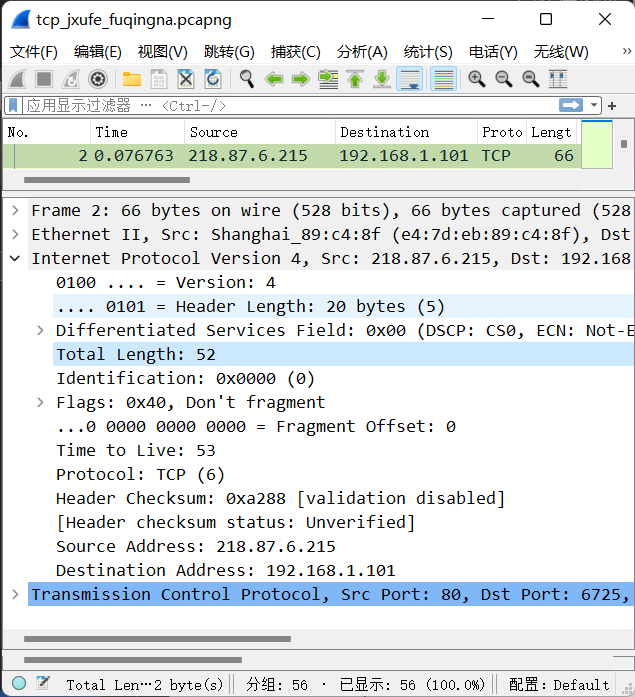 tcp_jxufe_fuqingna.pcapng
文件(F) 编辑(E) 视图(V) 跳转(G) 捕获(C) 分析(A) 统计(S) 电话(Y) 无线(W) »
应用显示过滤器 … <Ctrl-/> +
No. Time Source Destination Proto Lengt
2 0.076763 218.87.6.215 192.168.1.101 TCP 66
Frame 2: 66 bytes on wire (528 bits), 66 bytes captured (528
Ethernet II, Src: Shanghai_89:c4:8f (e4:7d:eb:89:c4:8f), Dst
Internet Protocol Version 4, Src: 218.87.6.215, Dst: 192.168
0100 .... = Version: 4
.... 0101 = Header Length: 20 bytes (5)
Differentiated Services Field: 0x00 (DSCP: CS0, ECN: Not-E
Total Length: 52
Identification: 0x0000 (0)
Flags: 0x40, Don't fragment
...0 0000 0000 0000 = Fragment Offset: 0
Time to Live: 53
Protocol: TCP (6)
Header Checksum: 0xa288 [validation disabled]
[Header checksum status: Unverified]
Source Address: 218.87.6.215
Destination Address: 192.168.1.101
Transmission Control Protocol, Src Port: 80, Dst Port: 6725,
Total Len…2 byte(s) 分组: 56 · 已显示: 56 (100.0%) 配置: Default